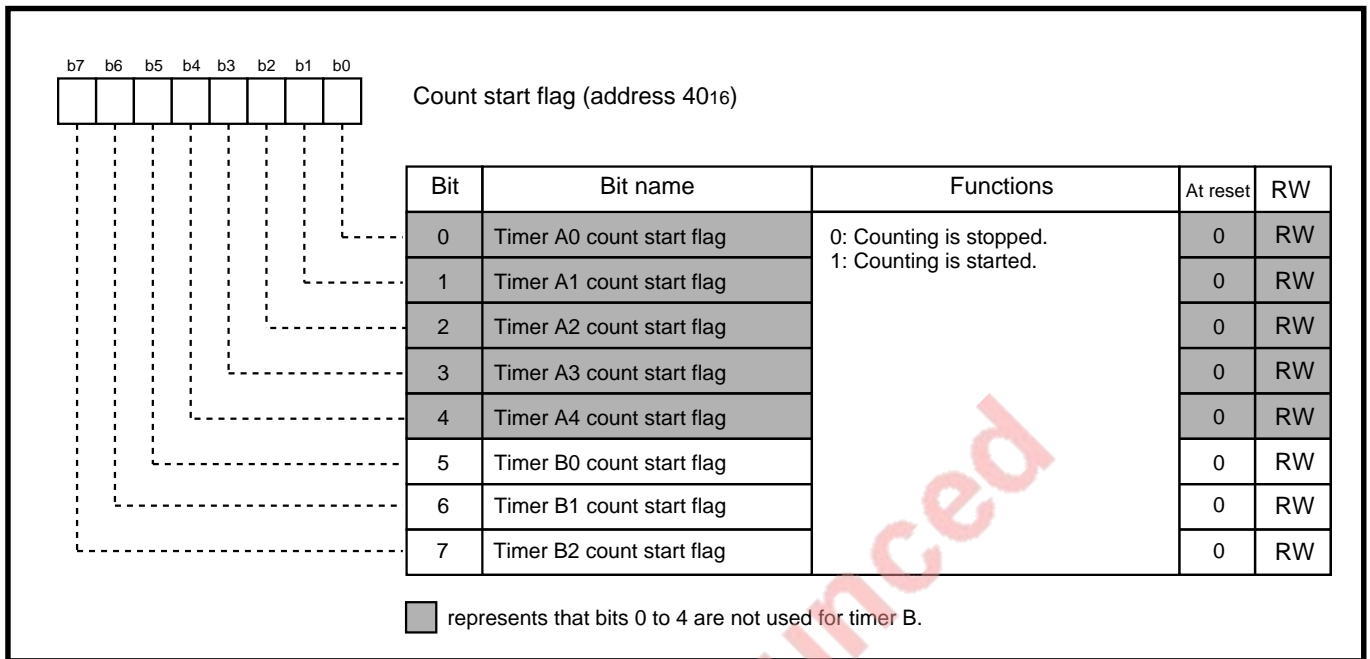 b7 b6 b5 b4 b3 b2 b1 b0
Count start flag (address 4016)
Bit Bit name Functions At reset RW
0 Timer A0 count start flag 0: Counting is stopped. 0 RW
1: Counting is started.
1 Timer A1 count start flag 0 RW
2 Timer A2 count start flag 0 RW
3 Timer A3 count start flag 0 RW
4 Timer A4 count start flag 0 RW
5 Timer B0 count start flag 0 RW
6 Timer B1 count start flag 0 RW
7 Timer B2 count start flag 0 RW
represents that bits 0 to 4 are not used for timer B.
unced